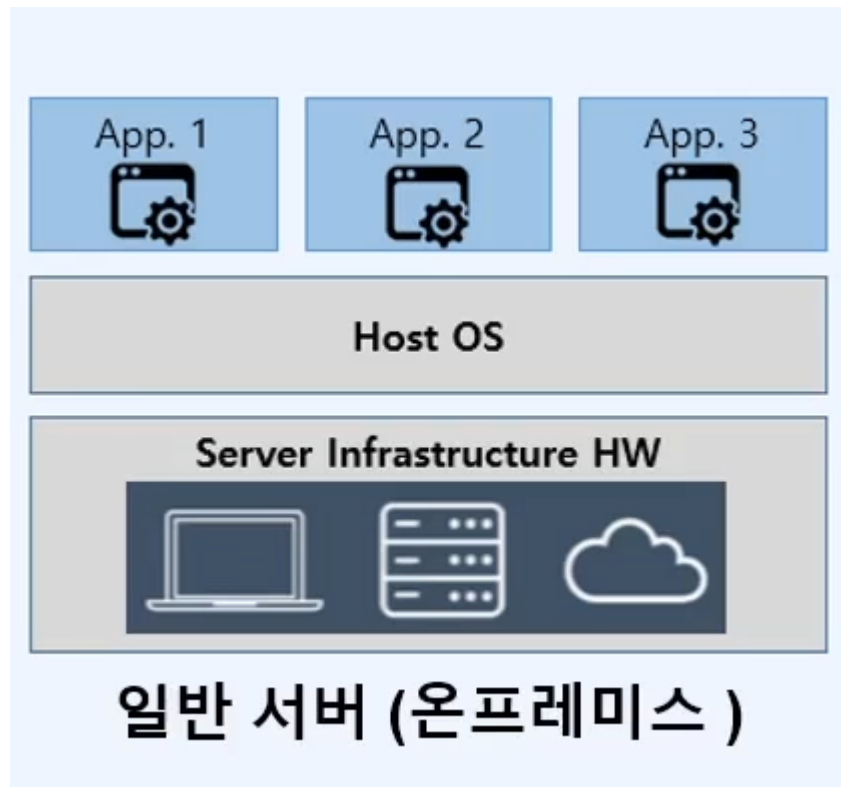 App. 1
App. 2
App. 3
Host OS
Server Infrastructure HW
일반 서버 (온프레미스 )